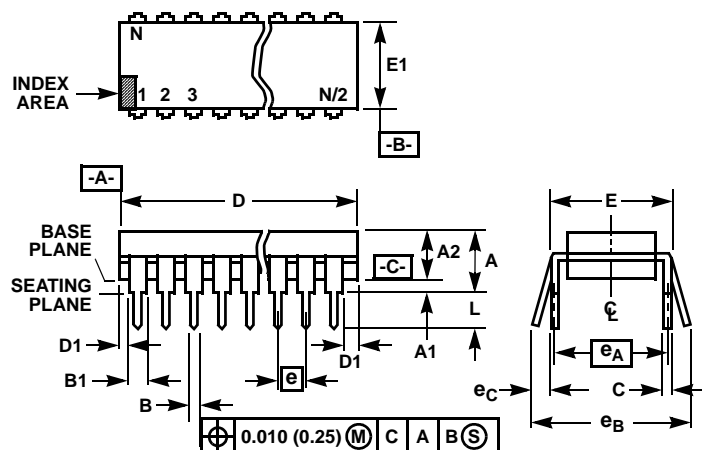 N
INDEX
AREA
1 2 3 N/2
E1
-B-
-A-
D
E
BASE
PLANE
A2
A
-C-
SEATING
PLANE
L
C
L
D1
A1
D1
eA
B1
e
eC
C
B
eB
0.010 (0.25) M C A B S